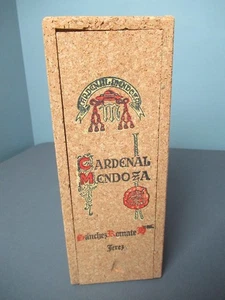 CARDENAL MENDOZA
CARDENAL
MENDOZA
Sanchez Romate Hnos
Jerez